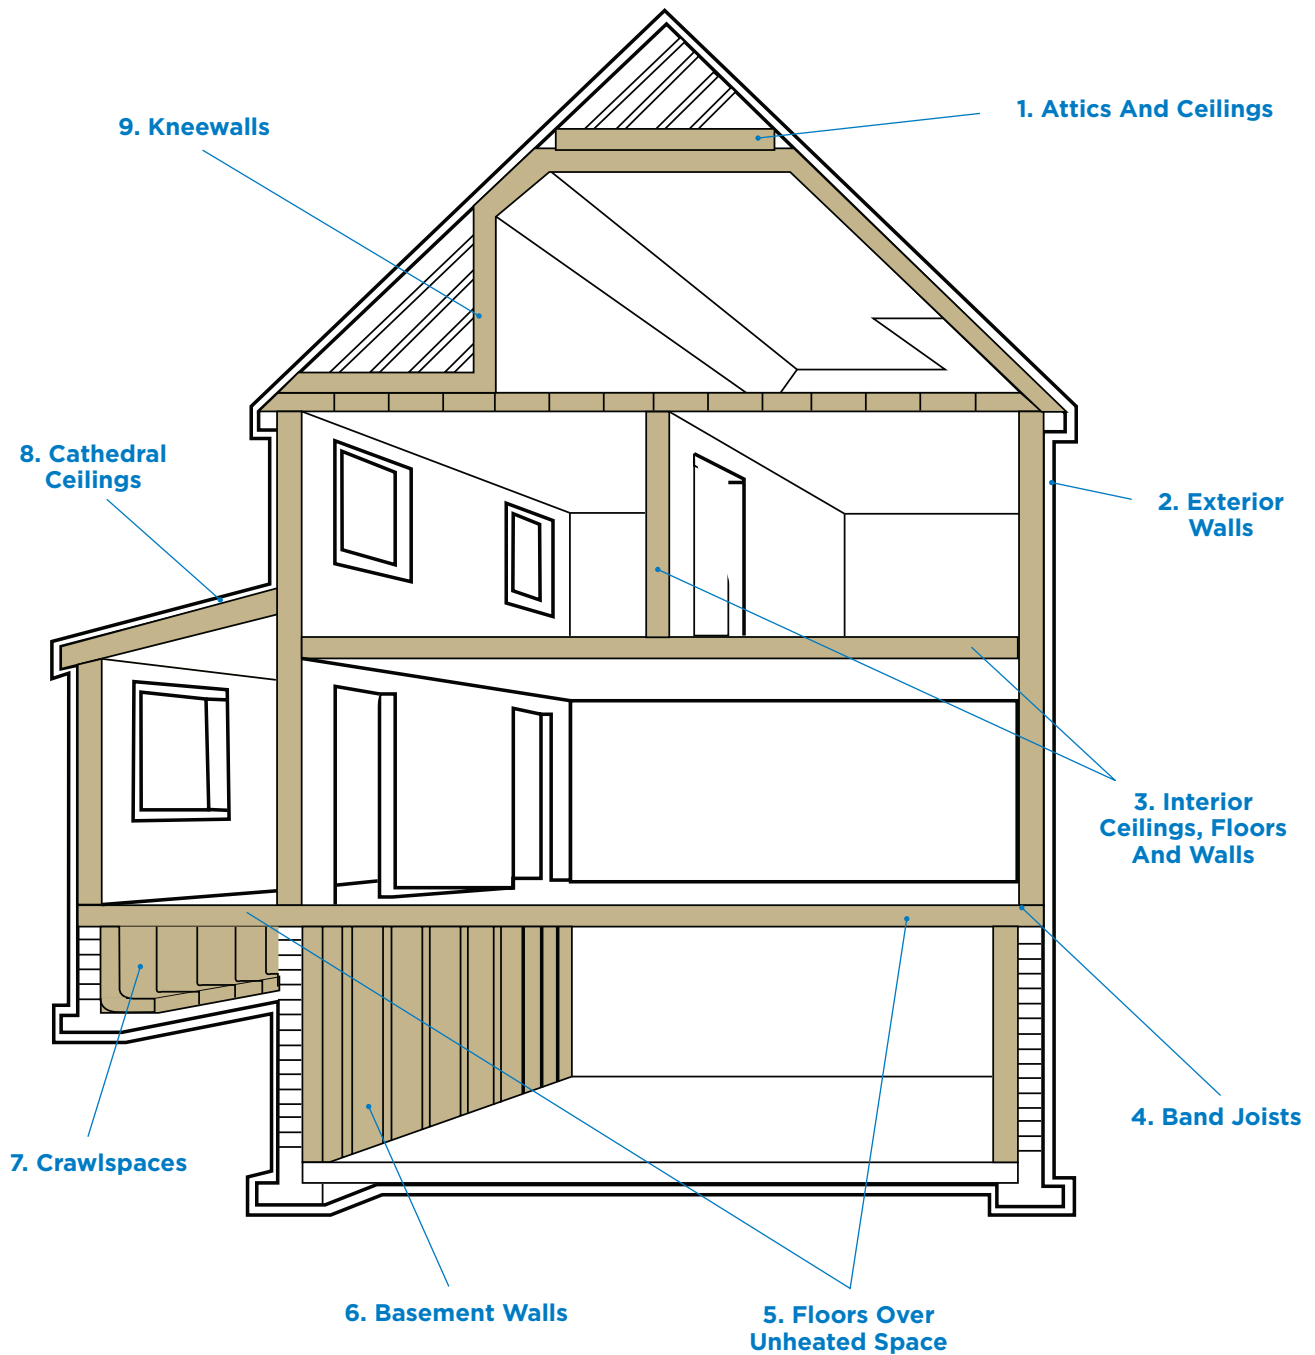 1. Attics And Ceilings
9. Kneewalls
8. Cathedral
Ceilings
2. Exterior
Walls
3. Interior
Ceilings, Floors
And Walls
4. Band Joists
7. Crawlspaces
6. Basement Walls
5. Floors Over
Unheated Space